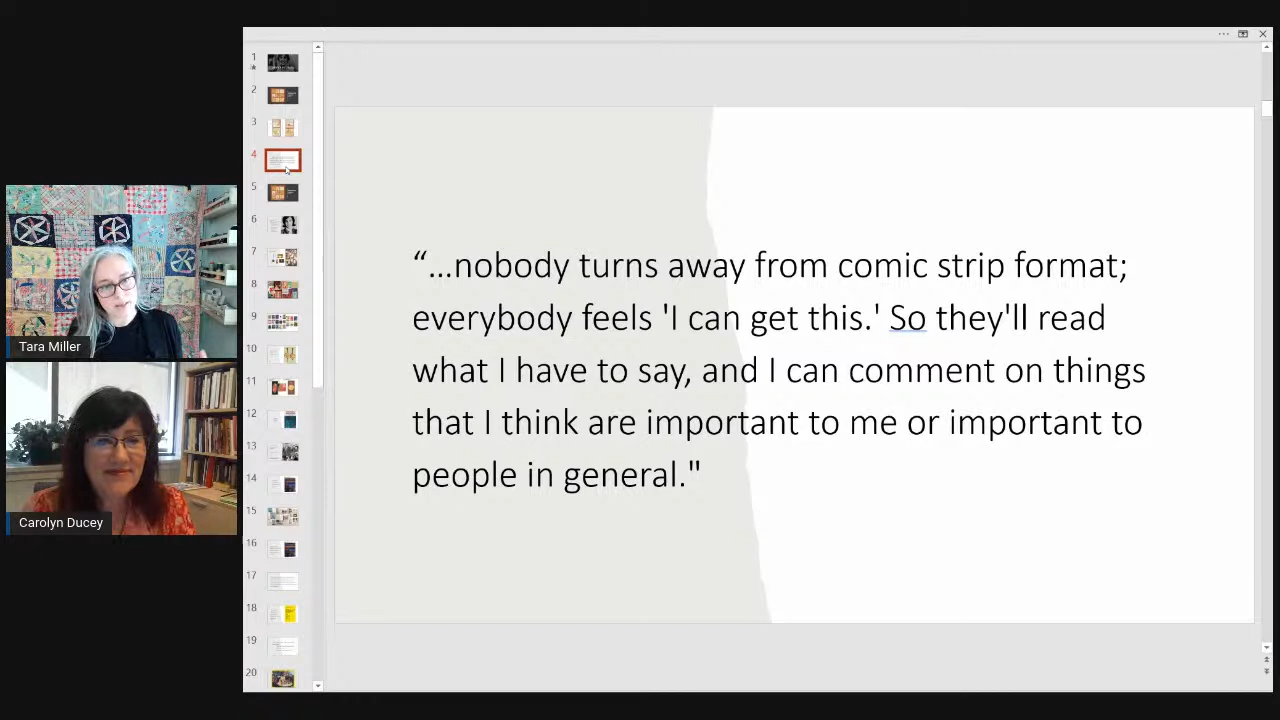 1
2
3
4
5
6
7
8
9
10
11
12
13
14
15
16
17
18
19
20
“...nobody turns away from comic strip format;
everybody feels 'I can get this.' So they'll read
what I have to say, and I can comment on things
that I think are important to me or important to
people in general."
Tara Miller
Carolyn Ducey